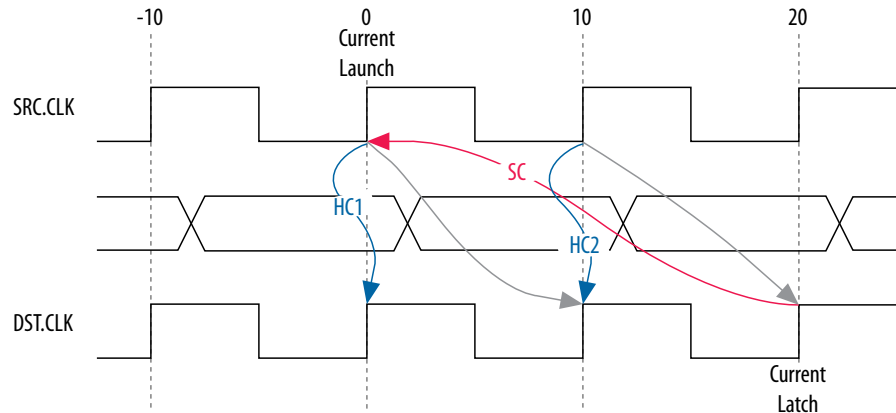 -10 0 10 20
Current
Launch
SRC.CLK
SC
HC1
HC2
DST.CLK
Current
Latch